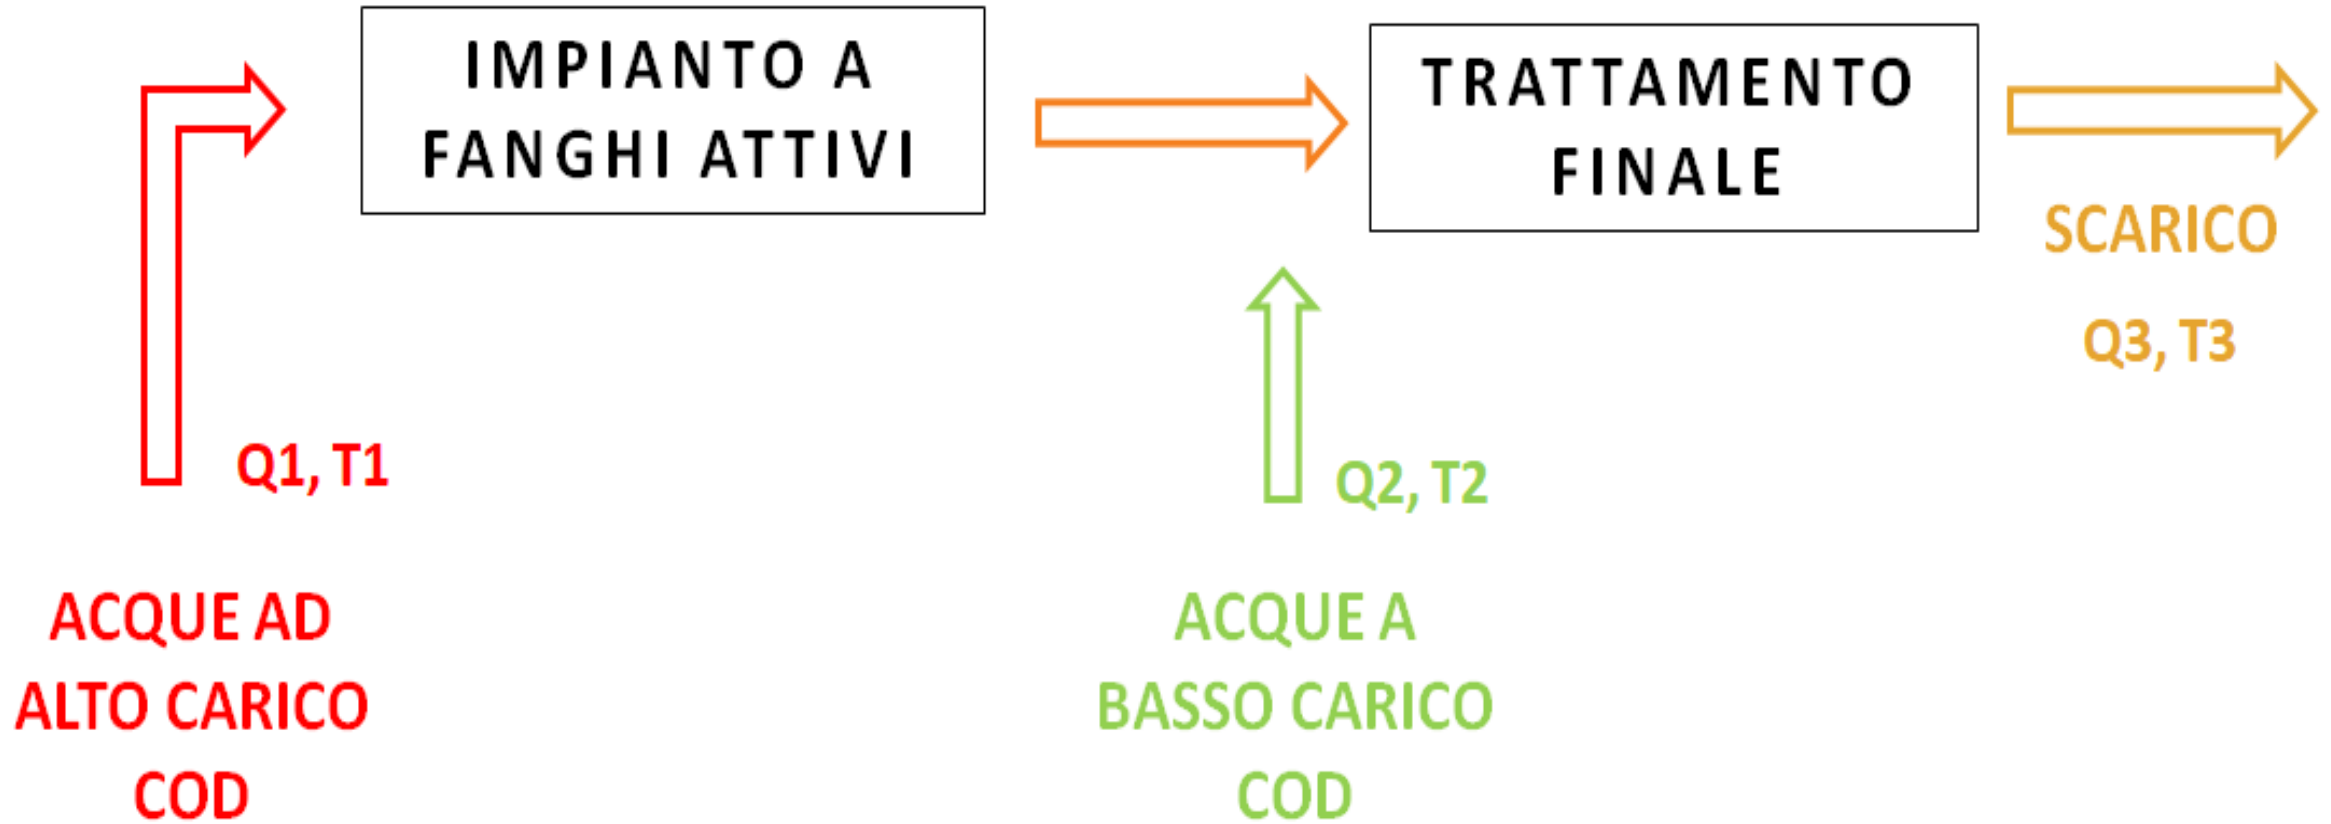 IMPIANTO A
FANGHI ATTIVI
TRATTAMENTO
FINALE
SCARICO
Q3, T3
Q1, T1
Q2, T2
ACQUE AD
ALTO CARICO
COD
ACQUE A
BASSO CARICO
COD